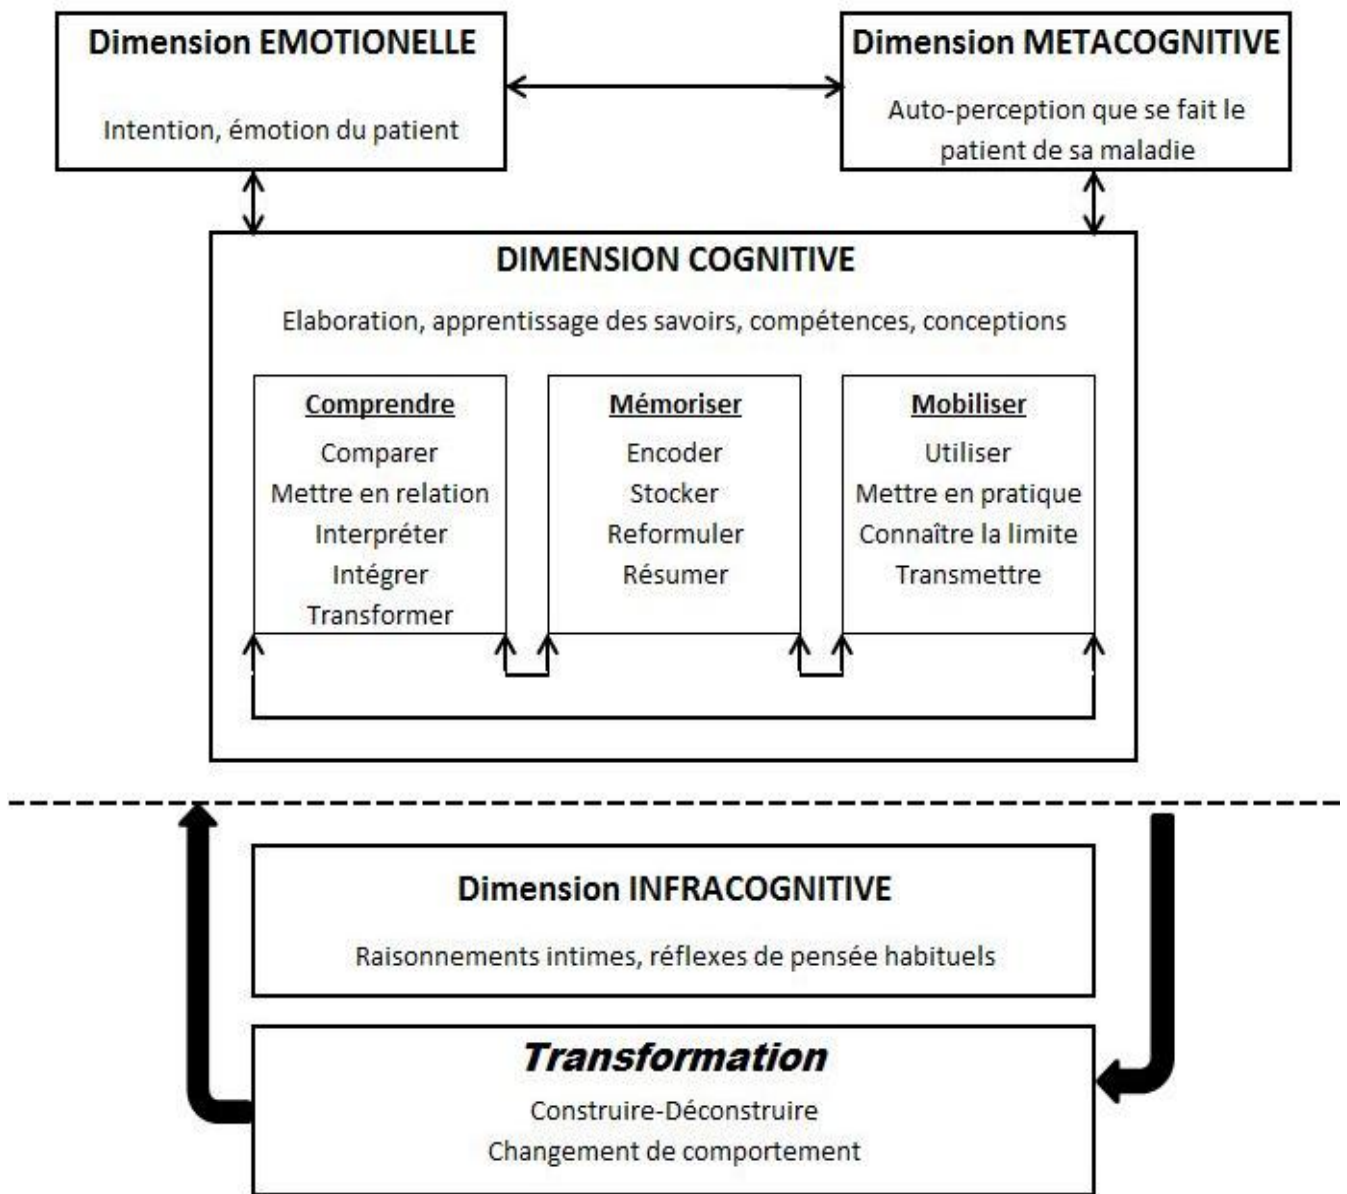 Dimension EMOTIONELLE
Intention, émotion du patient
Dimension METACOGNITIVE
Auto-perception que se fait le
patient de sa maladie
DIMENSION COGNITIVE
Elaboration, apprentissage des savoirs, compétences, conceptions
Comprendre
Comparer
Mettre en relation
Interpréter
Intégrer
Transformer
Mémoriser
Encoder
Stocker
Reformuler
Résumer
Mobiliser
Utiliser
Mettre en pratique
Connaître la limite
Transmettre
Dimension INFRACOGNITIVE
Raisonnements intimes, réflexes de pensée habituels
Transformation
Construire-Déconstruire
Changement de comportement